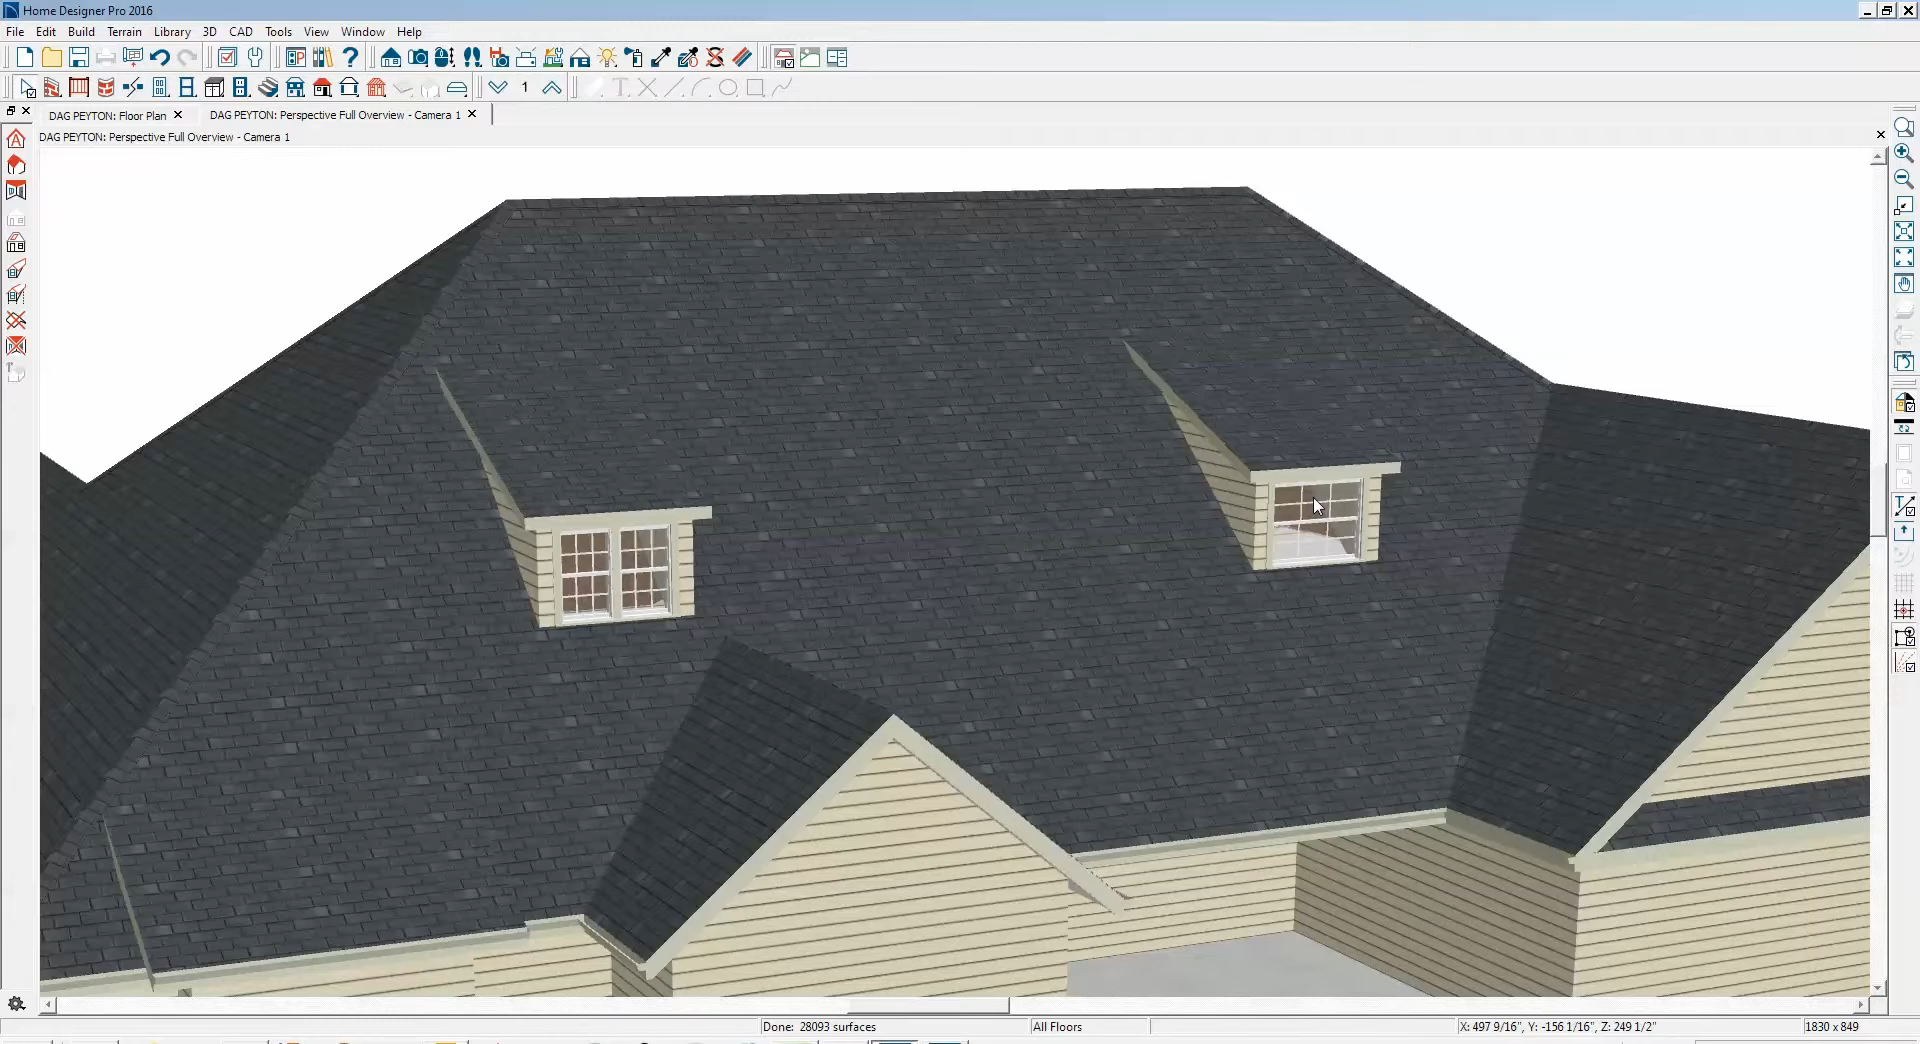 Home Designer Pro 2016
File Edit Build Terrain Library 3D CAD Tools View Window Help
1
DAG PEYTON: Floor Plan DAG PEYTON: Perspective Full Overview - Camera 1
DAG PEYTON: Perspective Full Overview - Camera 1
Done: 28093 surfaces All Floors X: 497 9/16", Y: -156 1/16", Z: 249 1/2" 1830 x 849